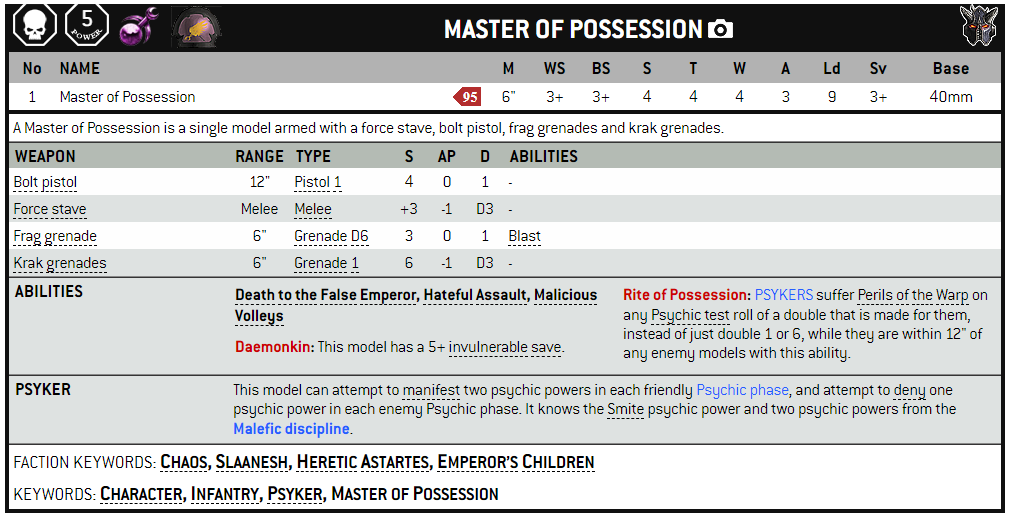 5
POWER
MASTER OF POSSESSION
No NAME M WS BS S T W A Ld Sv Base
1 Master of Possession 95 6" 3+ 3+ 4 4 4 3 9 3+ 40mm
A Master of Possession is a single model armed with a force stave, bolt pistol, frag grenades and krak grenades.
WEAPON RANGE TYPE S AP D ABILITIES
Bolt pistol 12" Pistol 1 4 0 1 -
Force stave Melee Melee +3 -1 D3 -
Frag grenade 6" Grenade D6 3 0 1 Blast
Krak grenades 6" Grenade 1 6 -1 D3 -
ABILITIES
Death to the False Emperor, Hateful Assault, Malicious
Volleys
Daemonkin: This model has a 5+ invulnerable save.
Rite of Possession: PSYKERS suffer Perils of the Warp on
any Psychic test roll of a double that is made for them,
instead of just double 1 or 6, while they are within 12" of
any enemy models with this ability.
PSYKER
This model can attempt to manifest two psychic powers in each friendly Psychic phase, and attempt to deny one
psychic power in each enemy Psychic phase. It knows the Smite psychic power and two psychic powers from the
Malefic discipline.
FACTION KEYWORDS: CHAOS, SLAANESH, HERETIC ASTARTES, EMPEROR'S CHILDREN
KEYWORDS: CHARACTER, INFANTRY, PSYKER, MASTER OF POSSESSION